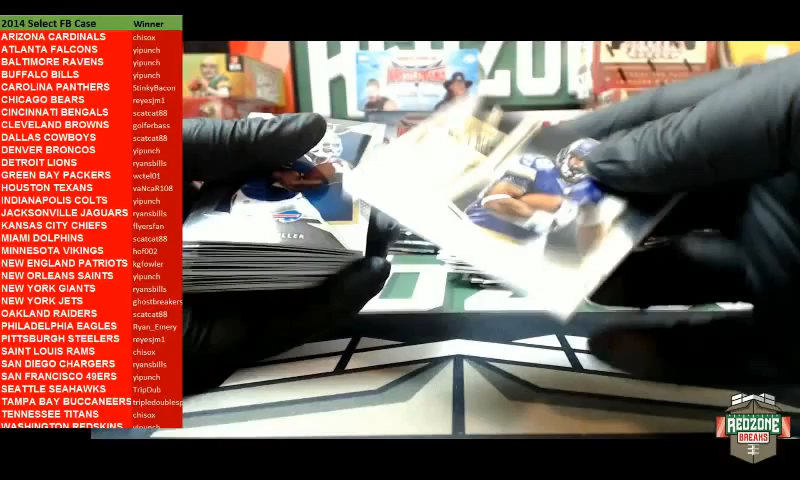 2014 Select FB Case Winner
ARIZONA CARDINALS chisox
ATLANTA FALCONS yipunch
BALTIMORE RAVENS yipunch
BUFFALO BILLS yipunch
CAROLINA PANTHERS StinkyBacon
CHICAGO BEARS reyesjm1
CINCINNATI BENGALS scatcat88
CLEVELAND BROWNS golferbass
DALLAS COWBOYS scatcat88
DENVER BRONCOS yipunch
DETROIT LIONS ryansbills
GREEN BAY PACKERS wctel01
HOUSTON TEXANS vaNcaR108
INDIANAPOLIS COLTS yipunch
JACKSONVILLE JAGUARS ryansbills
KANSAS CITY CHIEFS flyersfan
MIAMI DOLPHINS scatcat88
MINNESOTA VIKINGS hof002
NEW ENGLAND PATRIOTS kgfowler
NEW ORLEANS SAINTS yipunch
NEW YORK GIANTS ryansbills
NEW YORK JETS ghostbreakers
OAKLAND RAIDERS scatcat88
PHILADELPHIA EAGLES Ryan_Emery
PITTSBURGH STEELERS reyesjm1
SAINT LOUIS RAMS chisox
SAN DIEGO CHARGERS ryansbills
SAN FRANCISCO 49ERS yipunch
SEATTLE SEAHAWKS TripDub
TAMPA BAY BUCCANEERS tripledoublesp
TENNESSEE TITANS chisox
WASHINGTON REDSKINS yipunch
REDZONE
BREAKS